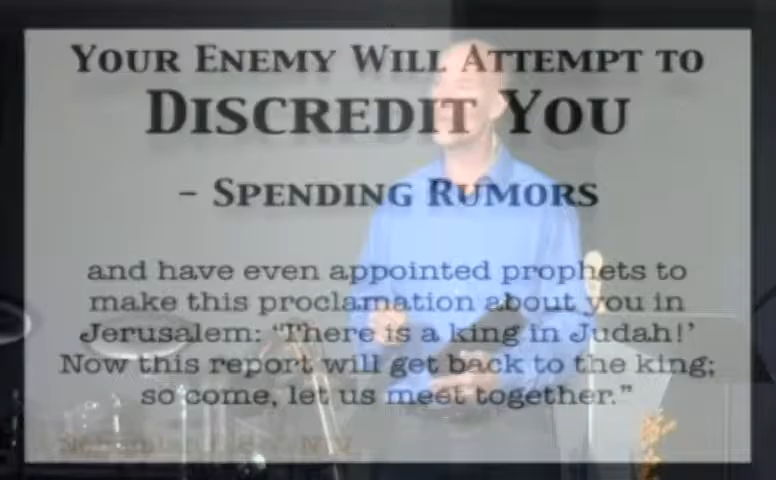 YOUR ENEMY WILL ATTEMPT TO
DISCREDIT YOU
– SPENDING RUMORS
and have even appointed prophets to
make this proclamation about you in
Jerusalem: ‘There is a king in Judah!’
Now this report will get back to the king;
so come, let us meet together.”